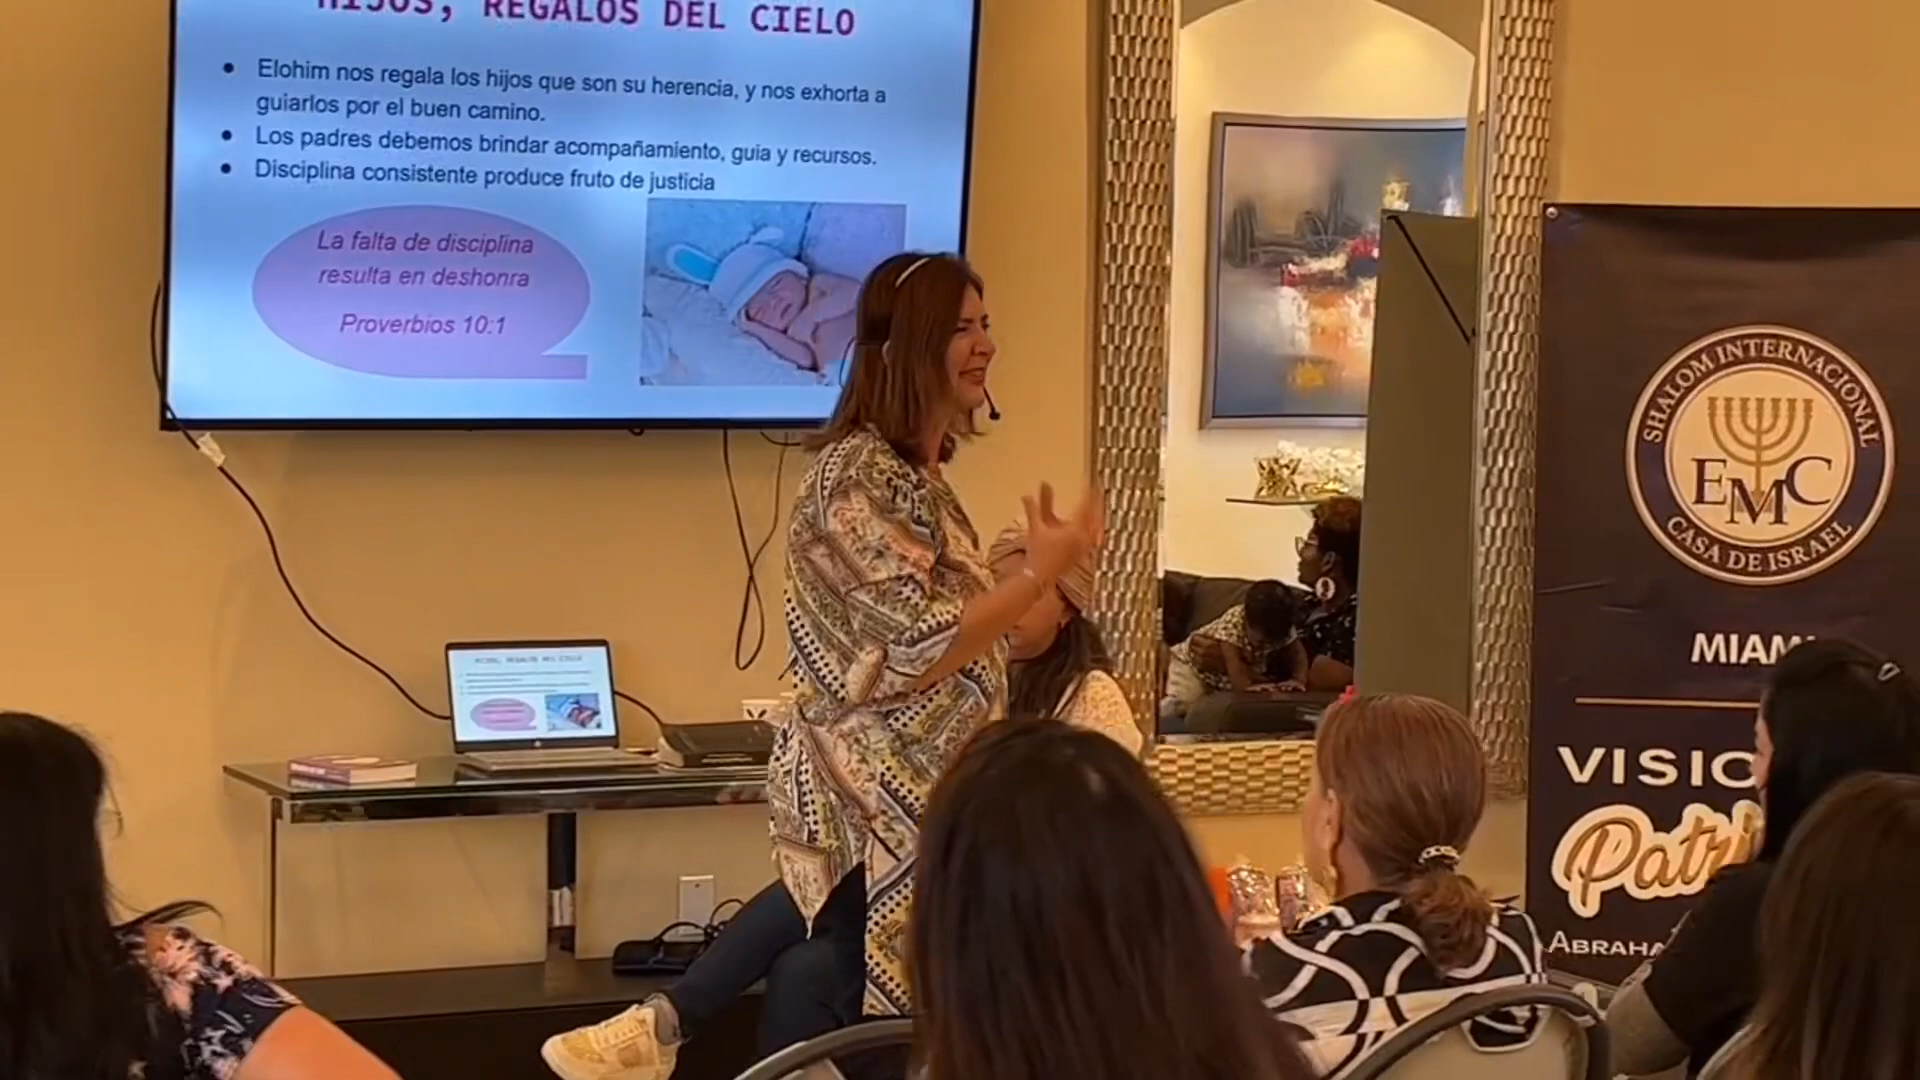 HIJOS, REGALOS DEL CIELO
Elohim nos regala los hijos que son su herencia, y nos exhorta a
guiarlos por el buen camino.
Los padres debemos brindar acompañamiento, guia y recursos.
Disciplina consistente produce fruto de justicia
La falta de disciplina
resulta en deshonra
Proverbios 10:1
SHALOM INTERNACIONAL
EMC
CASA DE ISRAEL
MIAMI